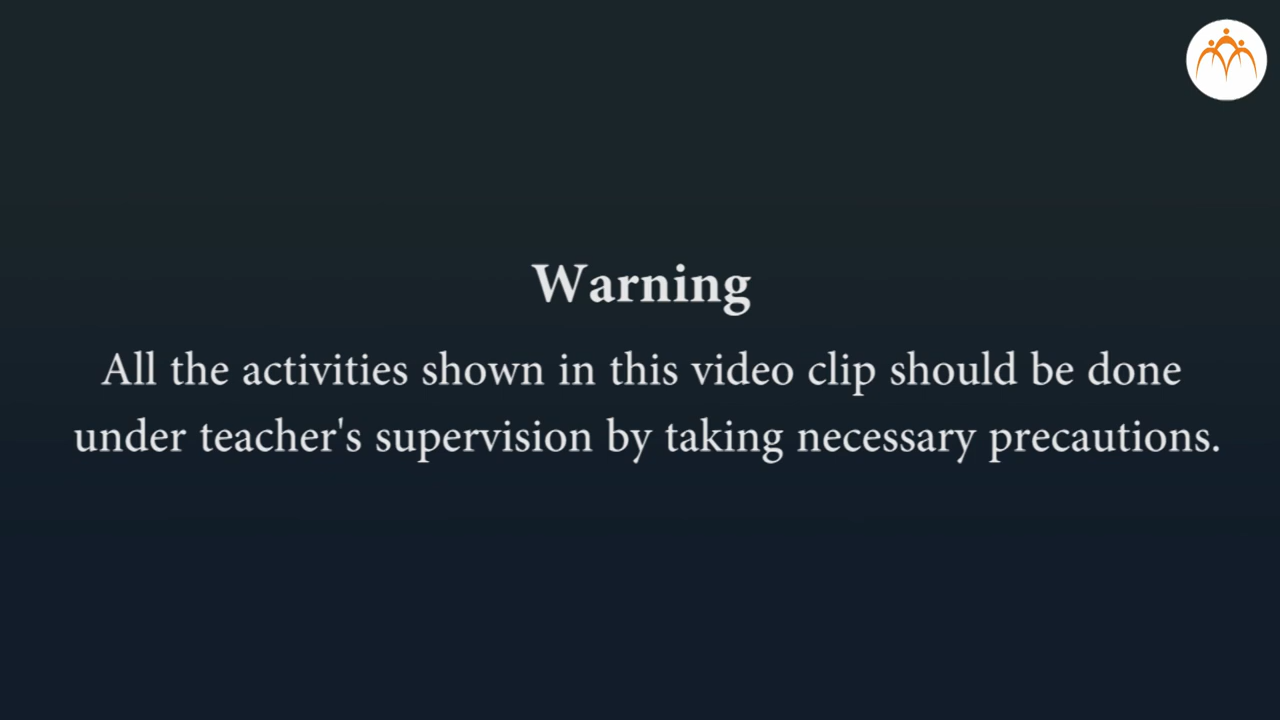 Warning
All the activities shown in this video clip should be done
under teacher's supervision by taking necessary precautions.